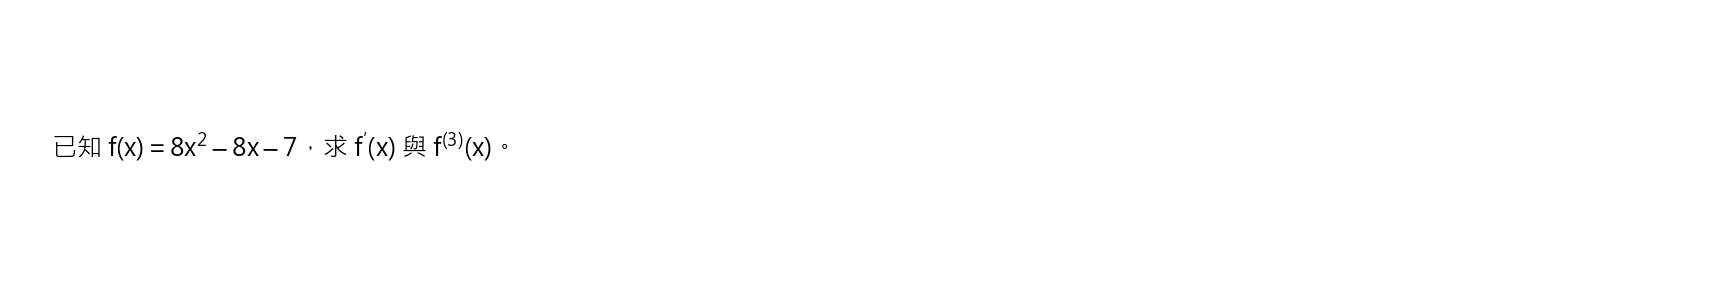 已知 f(x) = 8x² − 8x − 7，求 f′(x) 與 f⁽³⁾(x)。